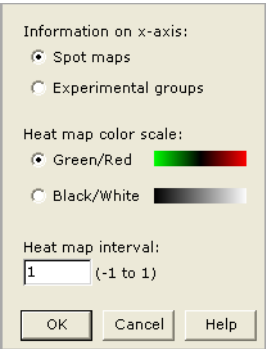 Information on x-axis:
Spot maps
Experimental groups
Heat map color scale:
Green/Red
Black/White
Heat map interval:
1 (-1 to 1)
OK Cancel Help